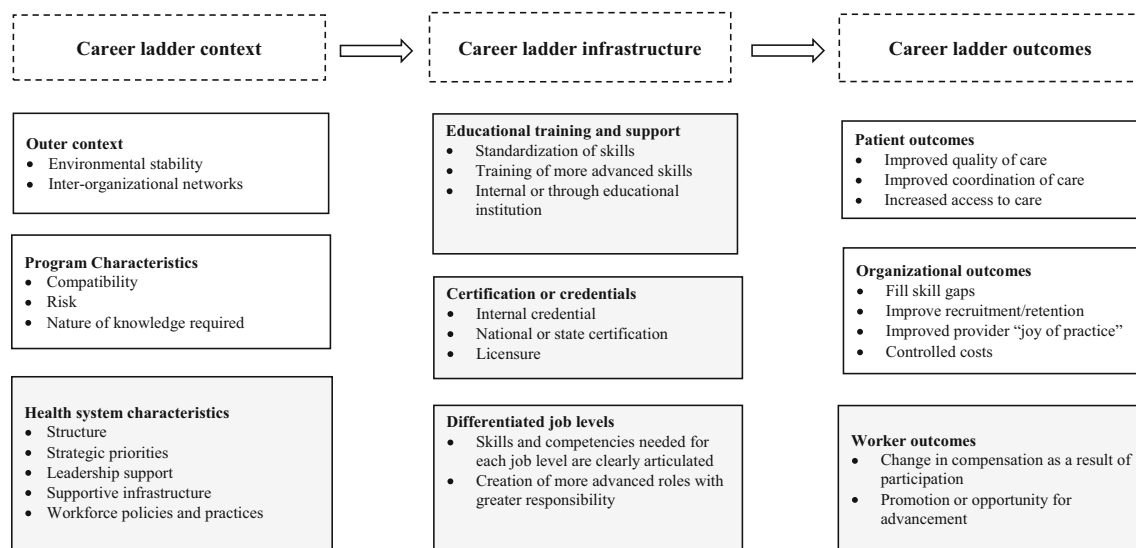 Career ladder context
Career ladder infrastructure
Career ladder outcomes
Outer context
• Environmental stability
• Inter-organizational networks
Program Characteristics
• Compatibility
• Risk
• Nature of knowledge required
Health system characteristics
• Structure
• Strategic priorities
• Leadership support
• Supportive infrastructure
• Workforce policies and practices
Educational training and support
• Standardization of skills
• Training of more advanced skills
• Internal or through educational
institution
Certification or credentials
• Internal credential
• National or state certification
• Licensure
Differentiated job levels
• Skills and competencies needed for
each job level are clearly articulated
• Creation of more advanced roles with
greater responsibility
Patient outcomes
• Improved quality of care
• Improved coordination of care
• Increased access to care
Organizational outcomes
• Fill skill gaps
• Improve recruitment/retention
• Improved provider “joy of practice”
• Controlled costs
Worker outcomes
• Change in compensation as a result of
participation
• Promotion or opportunity for
advancement